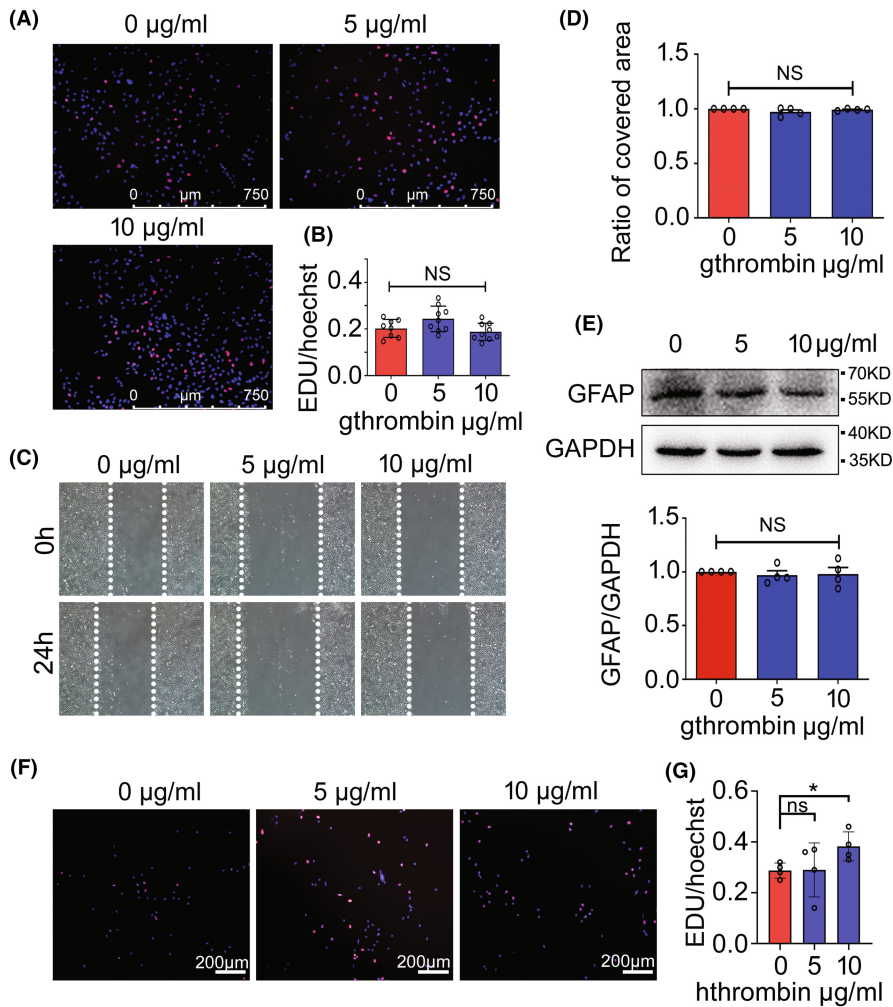 (A)
0 µg/ml
5 µg/ml
0 µm 750
0 µm 750
10 µg/ml
0 µm 750
(B)
EDU/hoechst
0.4
0.2
0.0
NS
0 5 10
gthrombin µg/ml
(C)
0 µg/ml 5 µg/ml 10 µg/ml
0h
24h
(D)
Ratio of covered area
1.5
1.0
0.5
0.0
NS
0 5 10
gthrombin µg/ml
(E)
0 5 10µg/ml
GFAP
70KD
55KD
GAPDH
40KD
35KD
GFAP/GAPDH
1.5
1.0
0.5
0.0
NS
0 5 10
gthrombin µg/ml
(F)
0 µg/ml 5 µg/ml 10 µg/ml
200µm 200µm 200µm
(G)
EDU/hoechst
0.6
0.4
0.2
0.0
*
ns
0 5 10
hthrombin µg/ml